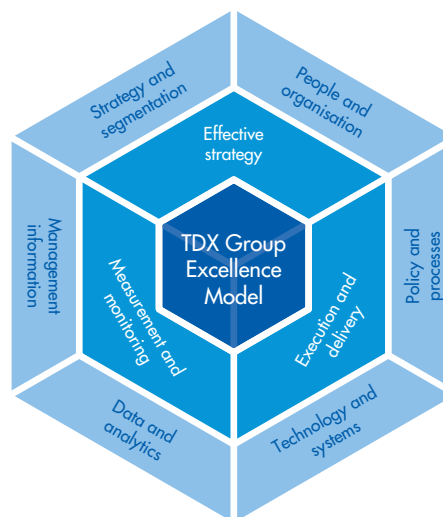 Strategy and
segmentation
People and
organisation
Effective
strategy
Management
information
TDX Group
Excellence
Model
Policy and
processes
Measurement and
monitoring
Execution and
delivery
Data and
analytics
Technology and
systems